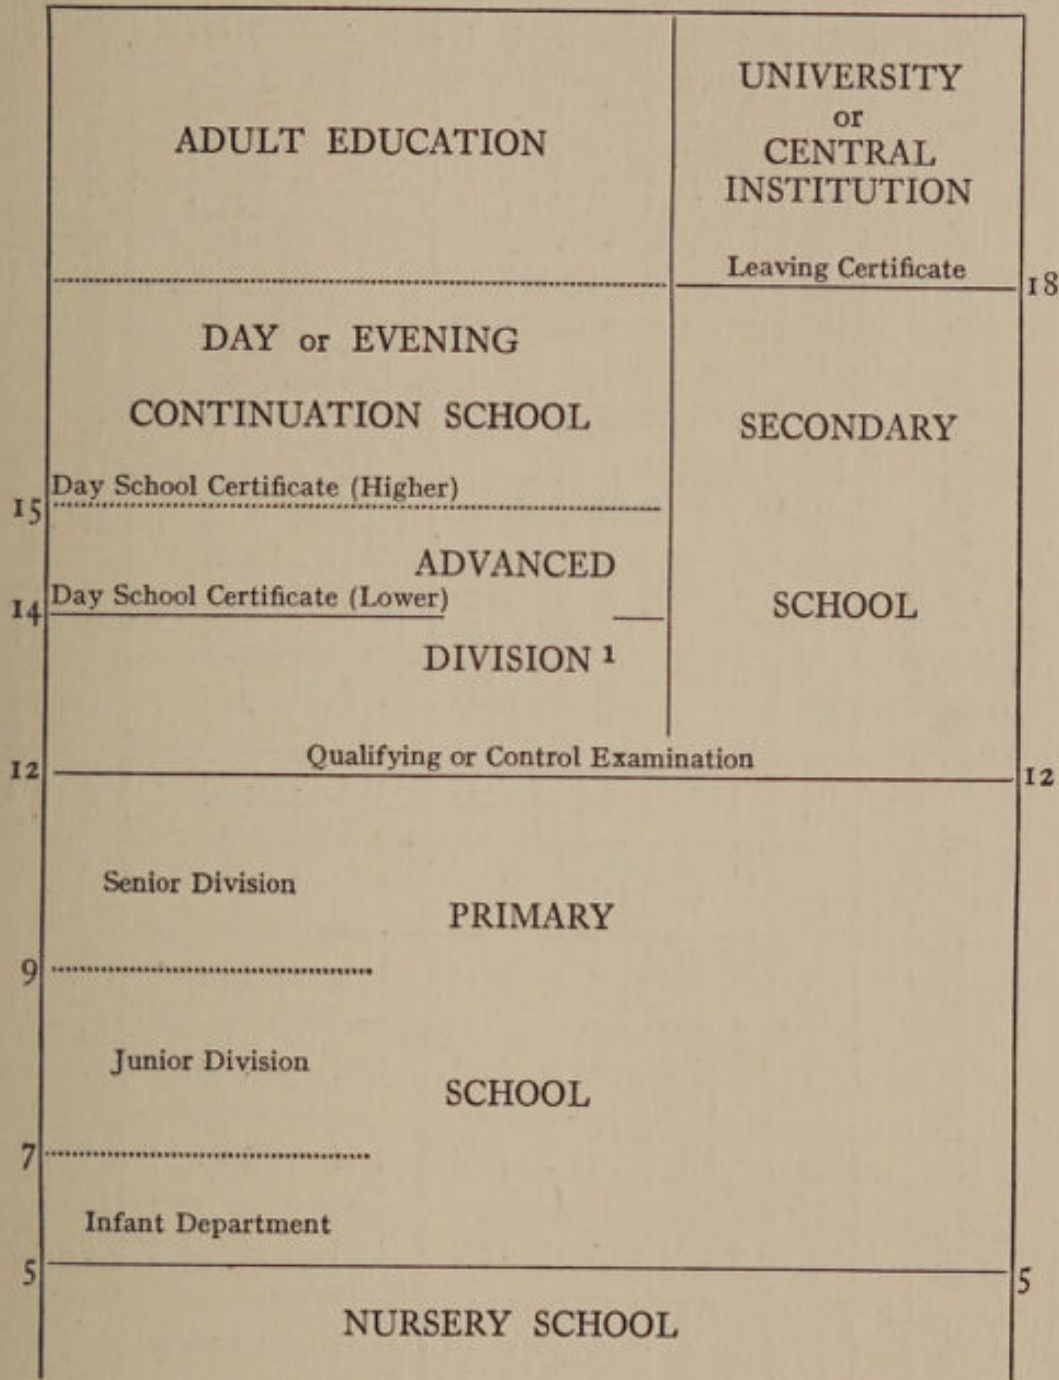 ADULT EDUCATION
UNIVERSITY
or
CENTRAL
INSTITUTION
Leaving Certificate
18
DAY or EVENING
CONTINUATION SCHOOL
Day School Certificate (Higher)
15
ADVANCED
Day School Certificate (Lower)
14
DIVISION ¹
SECONDARY
SCHOOL
Qualifying or Control Examination
12
12
Senior Division
PRIMARY
9
Junior Division
SCHOOL
7
Infant Department
5
5
NURSERY SCHOOL